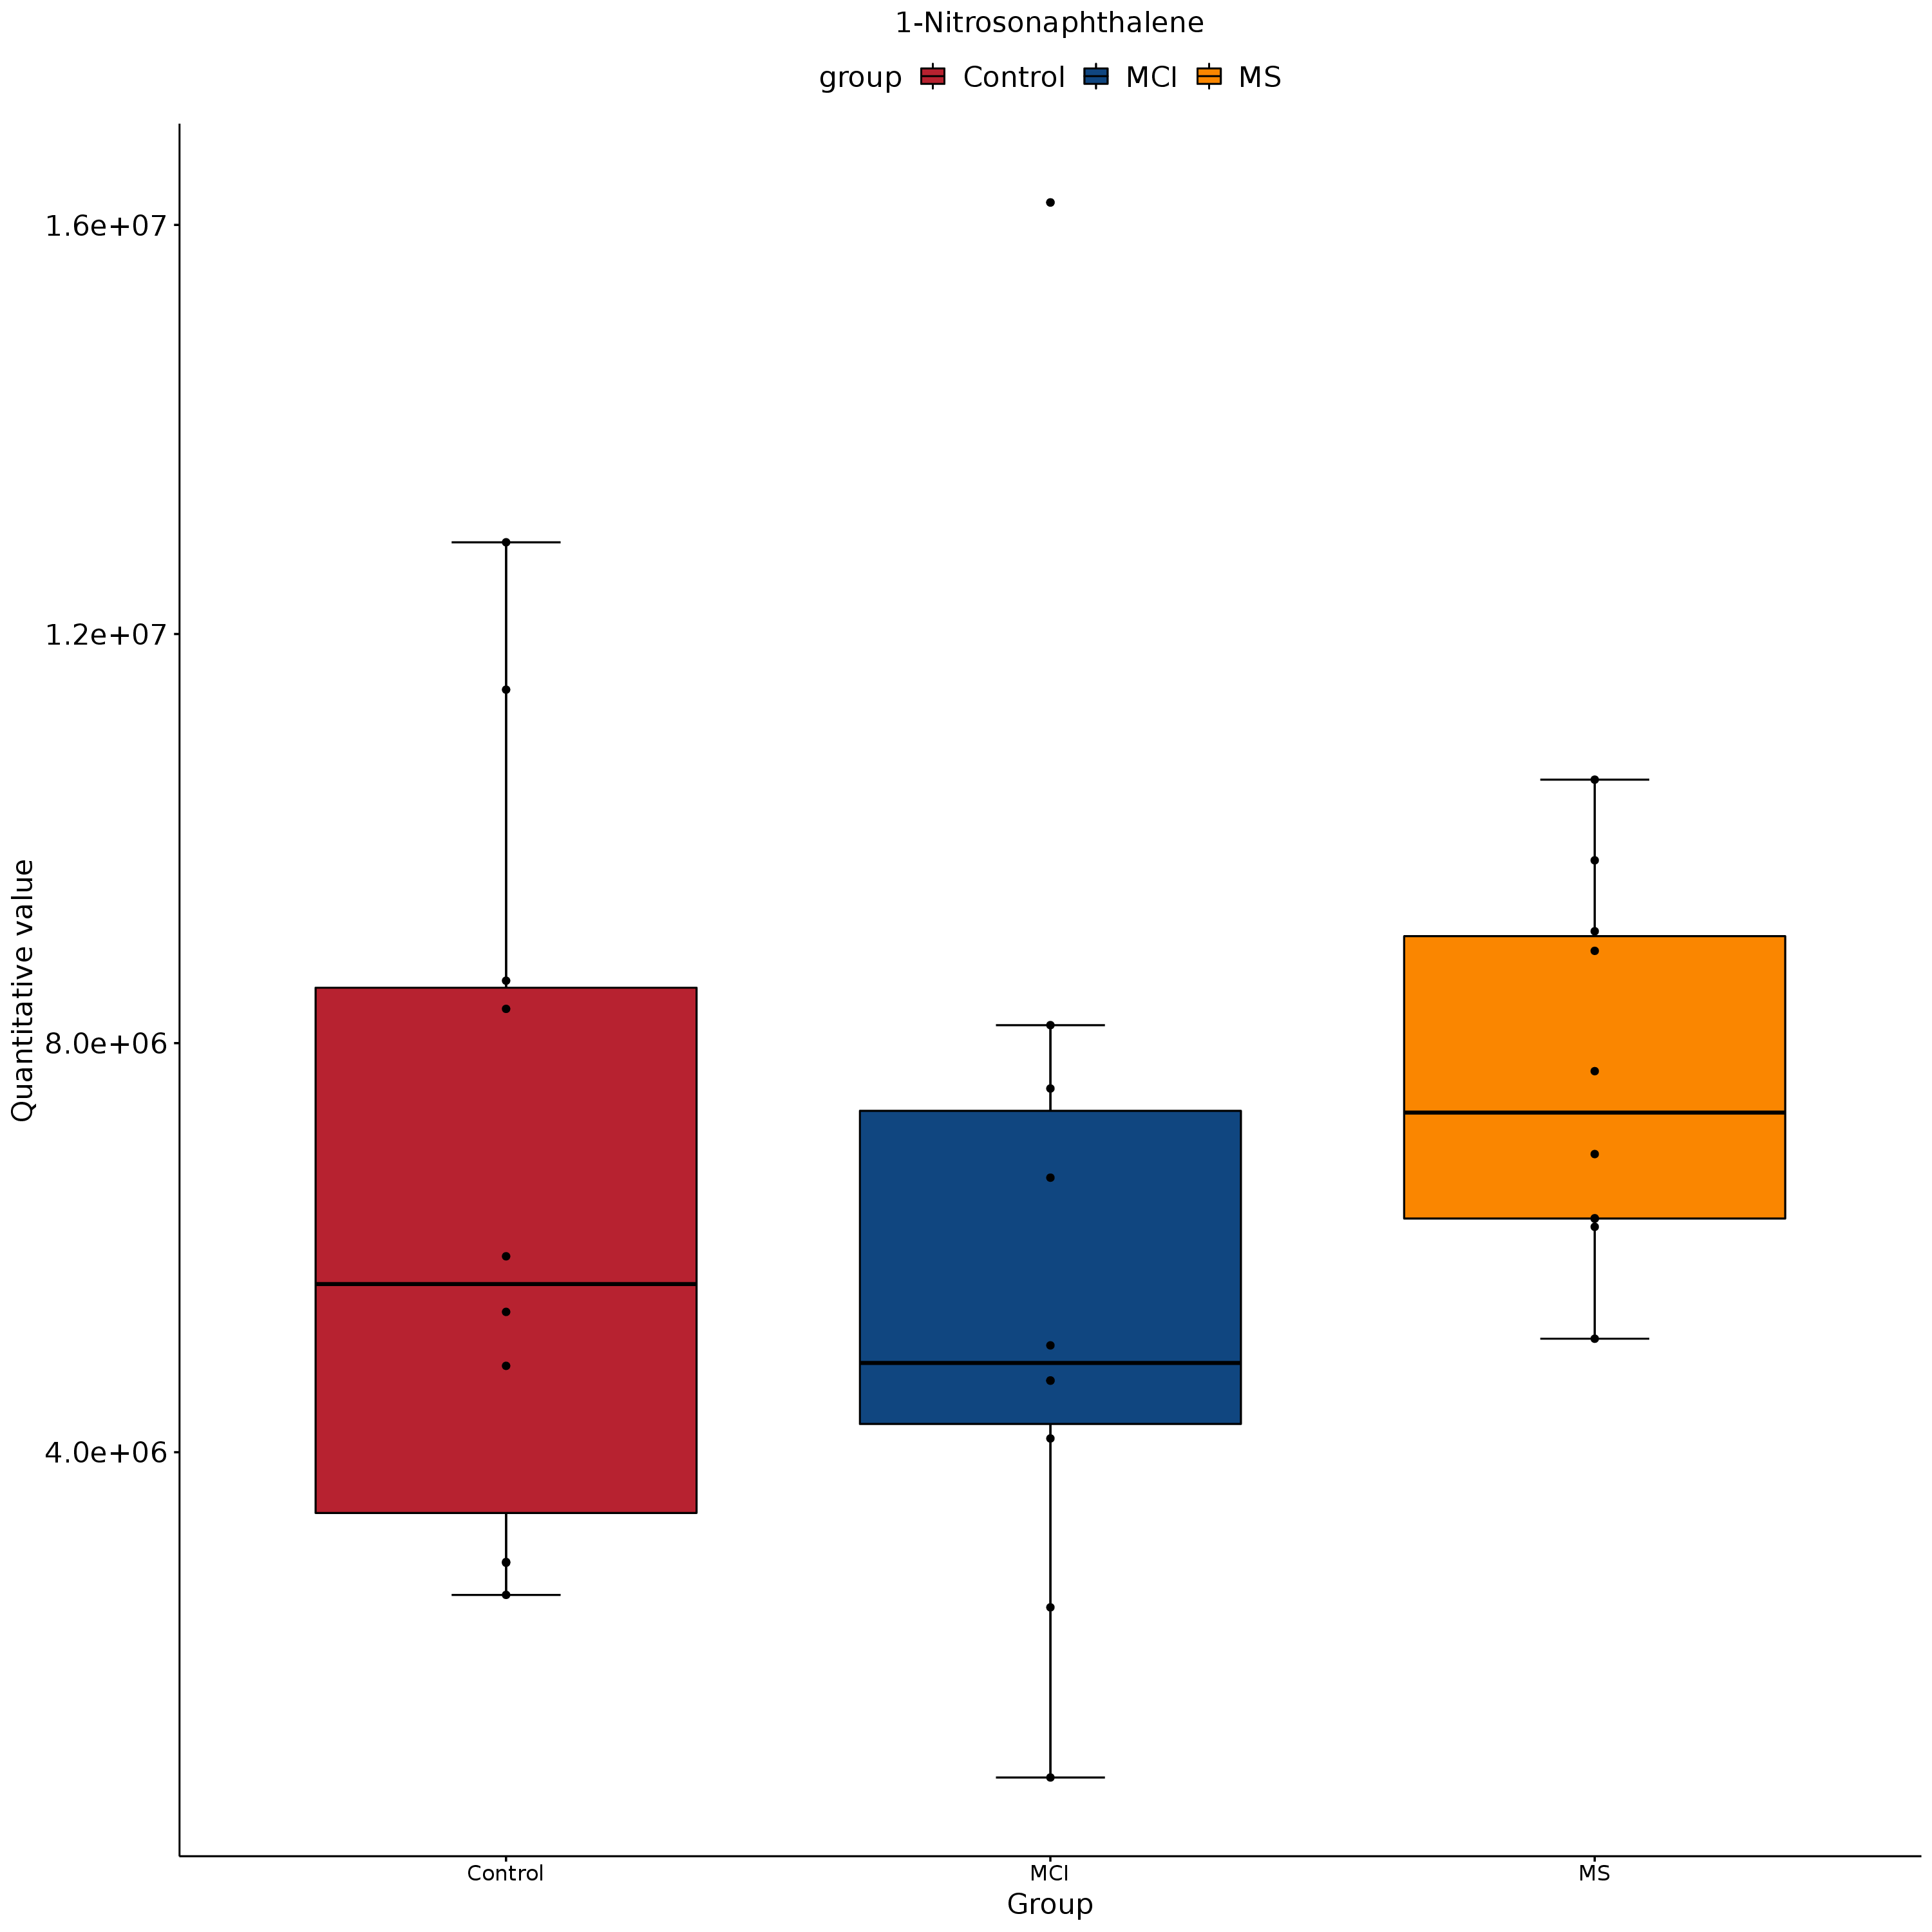 1-Nitrosonaphthalene
group Control MCI MS
1.6e+07
1.2e+07
8.0e+06
4.0e+06
Quantitative value
Control MCI MS
Group